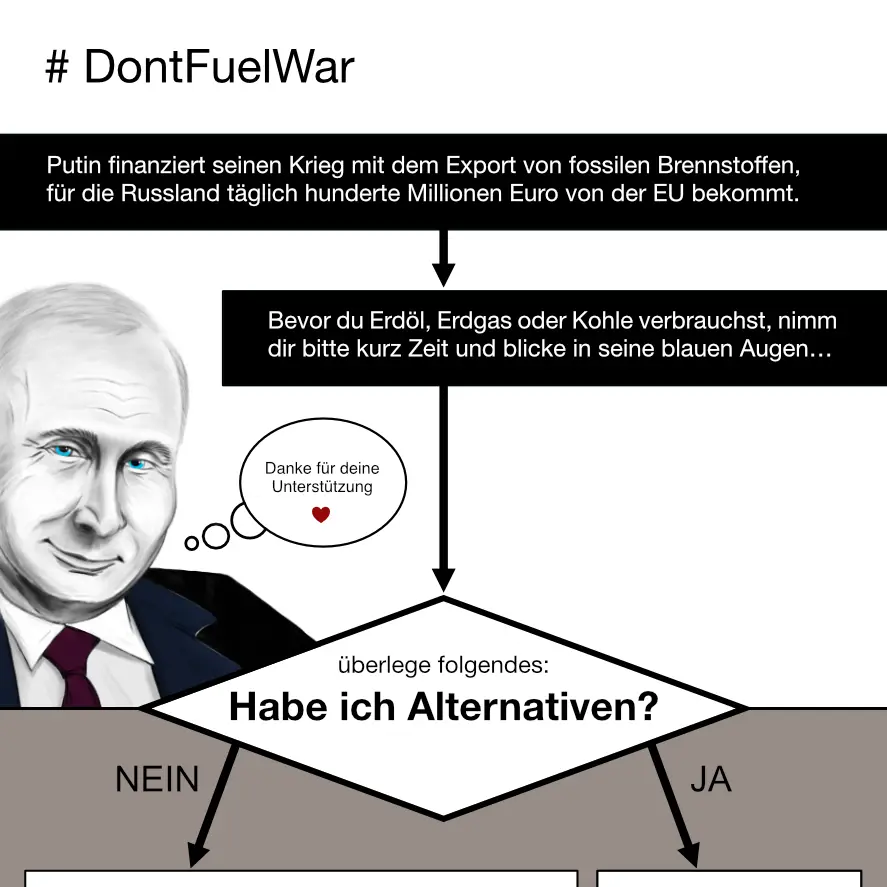 # DontFuelWar
Putin finanziert seinen Krieg mit dem Export von fossilen Brennstoffen,
für die Russland täglich hunderte Millionen Euro von der EU bekommt.
Bevor du Erdöl, Erdgas oder Kohle verbrauchst, nimm
dir bitte kurz Zeit und blicke in seine blauen Augen...
Danke für deine
Unterstützung
überlege folgendes:
Habe ich Alternativen?
NEIN
JA